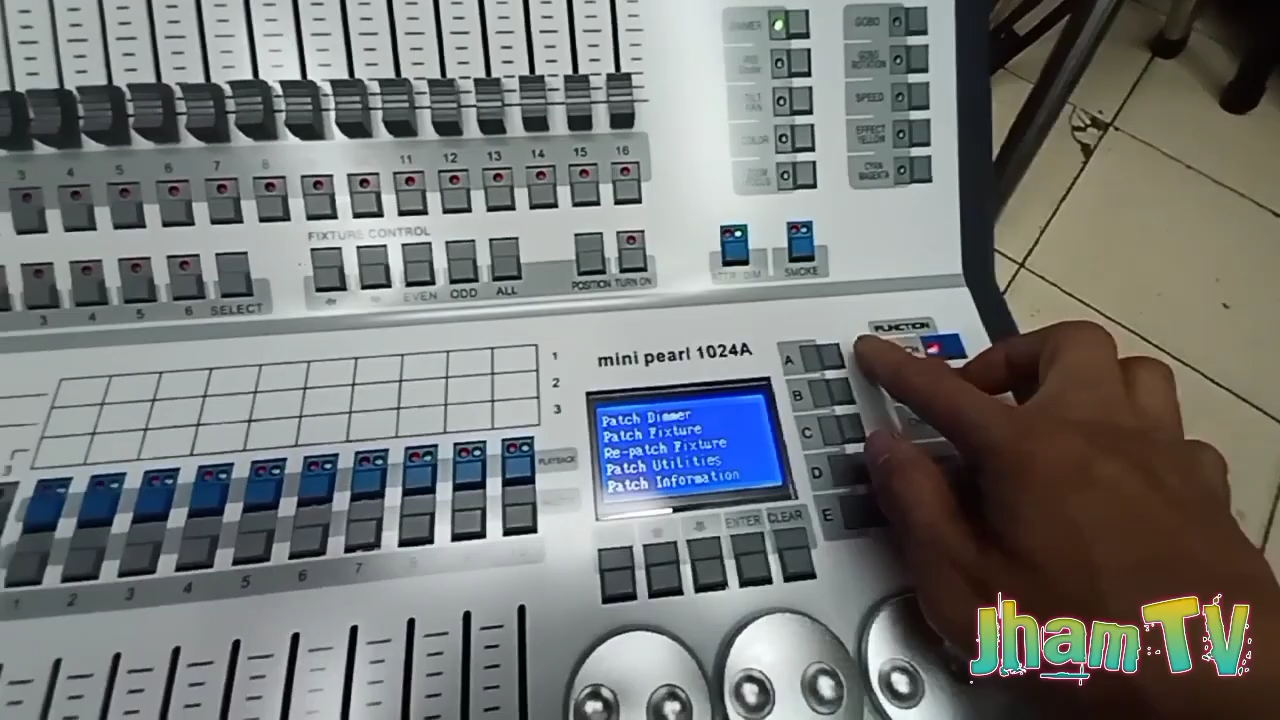 DIMMER
GOBO
GOBO
ROTATION
TILT
PAN
SPEED
COLOR
EFFECT
YELLOW
CYAN
MAGENTA
3 4 5 6 7 8 11 12 13 14 15 16
FIXTURE CONTROL
3 4 5 6 SELECT EVEN ODD ALL POSITION TURN ON
SMOKE
FUNCTION
mini pearl 1024A
1
2
3
A
B
C
D
E
Patch Dimmer
Patch Fixture
Re-patch Fixture
Patch Utilities
Patch Information
PLAYBACK
ENTER CLEAR
1 2 3 4 5 6 7
JhamTV